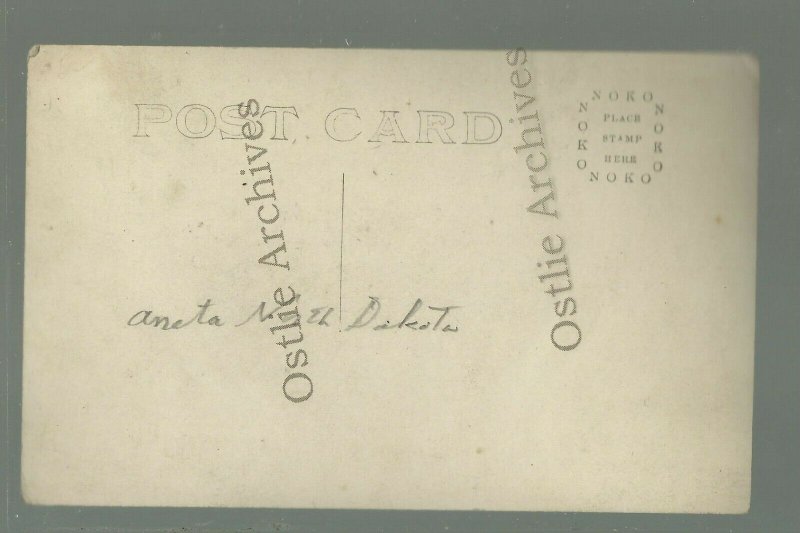 POST CARD
NOKO
NOKO
PLACE
STAMP
HERE
NOKO
NOKO
Aneta North Dakota
Ostlie Archives
Ostlie Archives